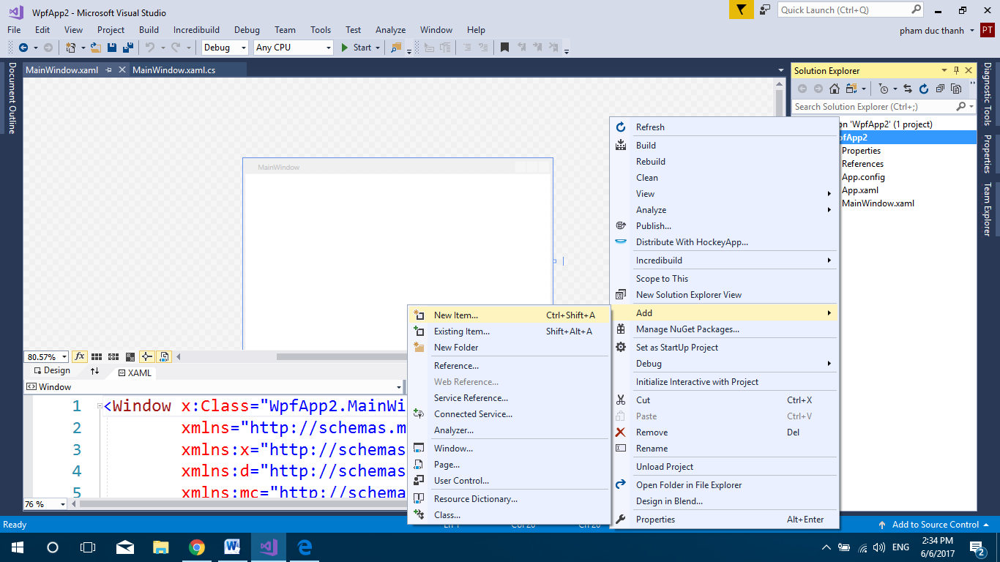 WpfApp2 - Microsoft Visual Studio
Quick Launch (Ctrl+Q)
File Edit View Project Build Incredibuild Debug Team Tools Test Analyze Window Help
pham duc thanh PT
Debug Any CPU Start
Document Outline
MainWindow.xaml MainWindow.xaml.cs
MainWindow
80.57%
Design XAML
Window
1 <Window x:Class="WpfApp2.MainWi
2 xmlns="http://schemas.m
3 xmlns:x="http://schemas
4 xmlns:d="http://schemas
5 xmlns:mc="http://schema
76 %
New Item... Ctrl+Shift+A
Existing Item... Shift+Alt+A
New Folder
Reference...
Web Reference...
Service Reference...
Connected Service...
Analyzer...
Window...
Page...
User Control...
Resource Dictionary...
Class...
Refresh
Build
Rebuild
Clean
View
Analyze
Publish...
Distribute With HockeyApp...
Incredibuild
Scope to This
New Solution Explorer View
Add
Manage NuGet Packages...
Set as StartUp Project
Debug
Initialize Interactive with Project
Cut Ctrl+X
Paste Ctrl+V
Remove Del
Rename
Unload Project
Open Folder in File Explorer
Design in Blend...
Properties Alt+Enter
Solution Explorer
Search Solution Explorer (Ctrl+;)
on 'WpfApp2' (1 project)
pfApp2
Properties
References
App.config
App.xaml
MainWindow.xaml
Diagnostic Tools
Properties
Team Explorer
Ready Ln 1 Col 20 Ch 20 Add to Source Control
ENG
2:34 PM
6/6/2017
2